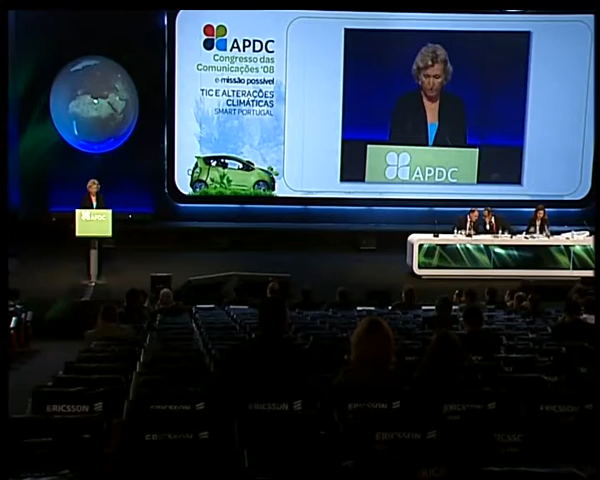 APDC
Congresso das
Comunicações '08
e missão possível
TIC E ALTERAÇÕES
CLIMÁTICAS
SMART PORTUGAL
APDC
APDC
ERICSSON
ERICSSON
ERICSSON
ERICSSON
ERICSSON
ERICSSON
ERICSSON
ERICSSON